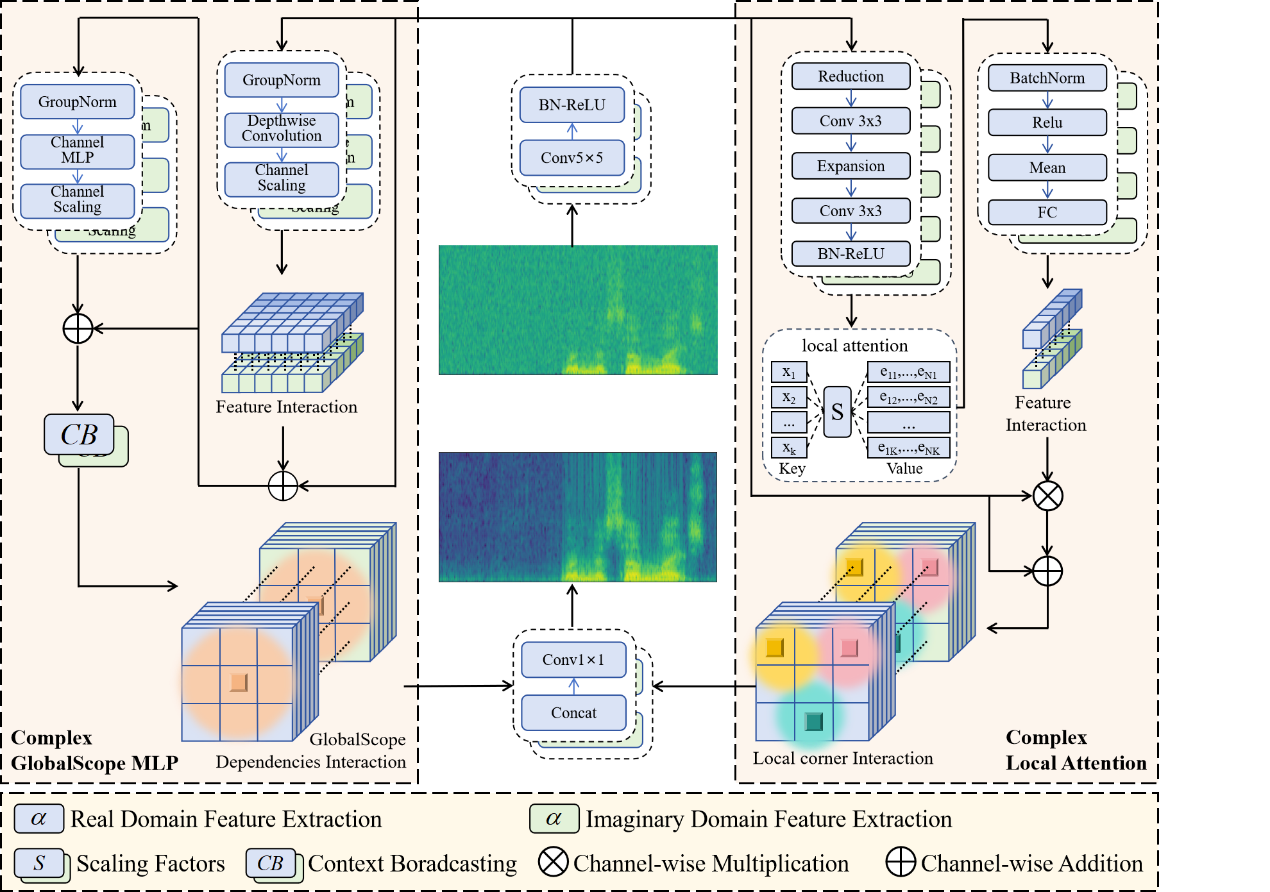 GroupNorm
Channel
MLP
Channel
Scaling
m
Scaling
CB
GroupNorm
Depthwise
Convolution
Channel
Scaling
m
m
Scaling
Feature Interaction
GlobalScope
Dependencies Interaction
Complex
GlobalScope MLP
BN-ReLU
Conv5×5
Conv1×1
Concat
Reduction
Conv 3x3
Expansion
Conv 3x3
BN-ReLU
local attention
x1 e11,...,eN1
x2 S e12,...,eN2
... ...
xk e1K,...,eNK
Key Value
BatchNorm
Relu
Mean
FC
Feature
Interaction
Local corner Interaction
Complex
Local Attention
α Real Domain Feature Extraction α Imaginary Domain Feature Extraction
S Scaling Factors CB Context Boradcasting Channel-wise Multiplication Channel-wise Addition